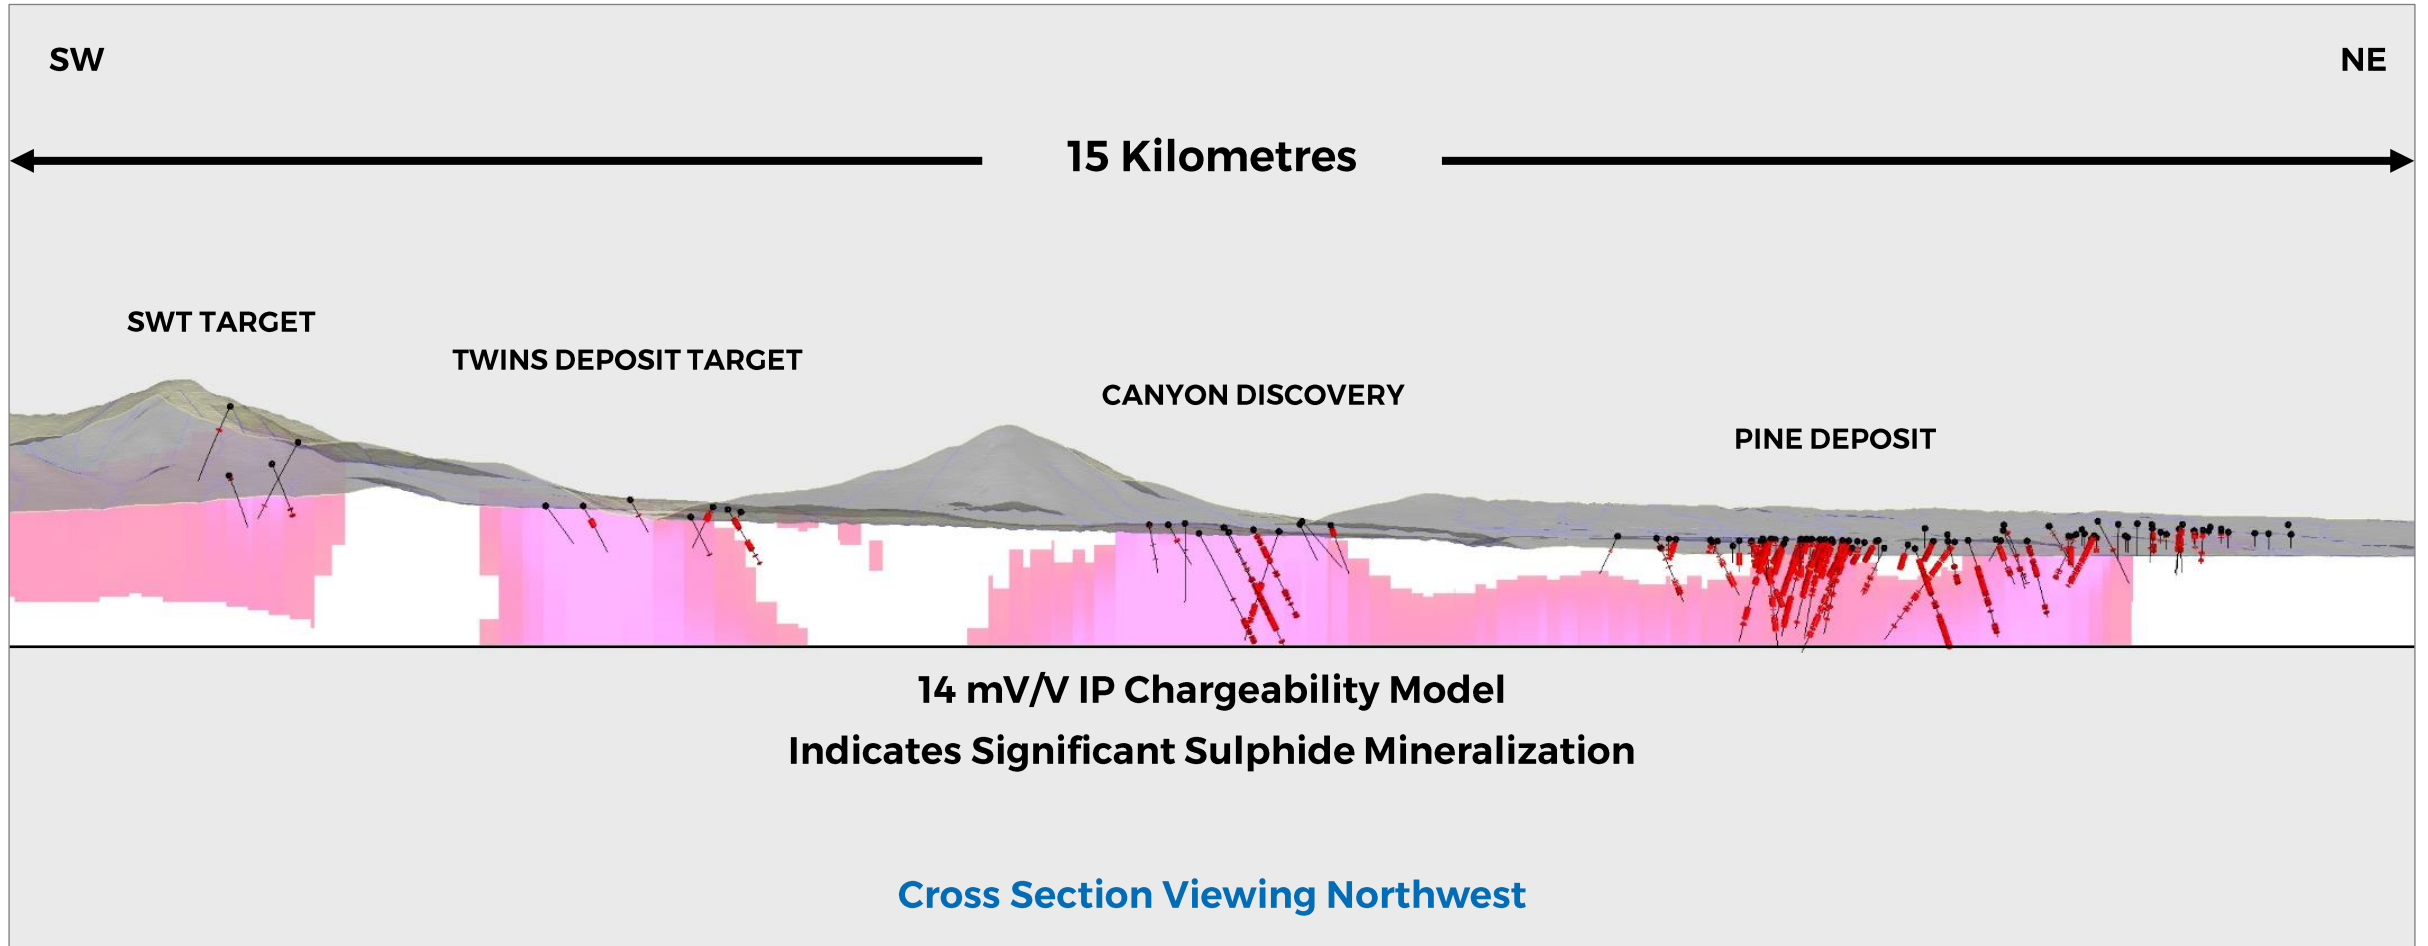 SW
NE
15 Kilometres
SWT TARGET
TWINS DEPOSIT TARGET
CANYON DISCOVERY
PINE DEPOSIT
14 mV/V IP Chargeability Model
Indicates Significant Sulphide Mineralization
Cross Section Viewing Northwest